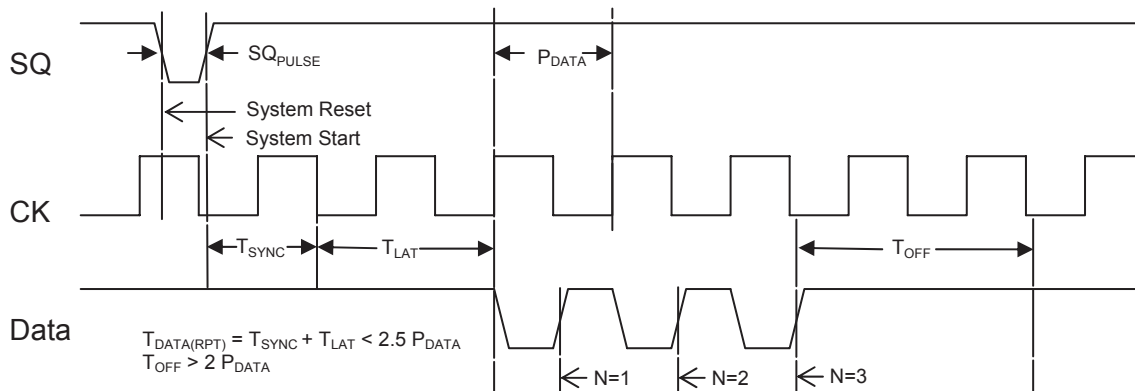 SQ
SQPULSE
PDATA
System Reset
System Start
CK
TSYNC
TLAT
TOFF
Data
TDATA(RPT) = TSYNC + TLAT < 2.5 PDATA
TOFF > 2 PDATA
N=1
N=2
N=3